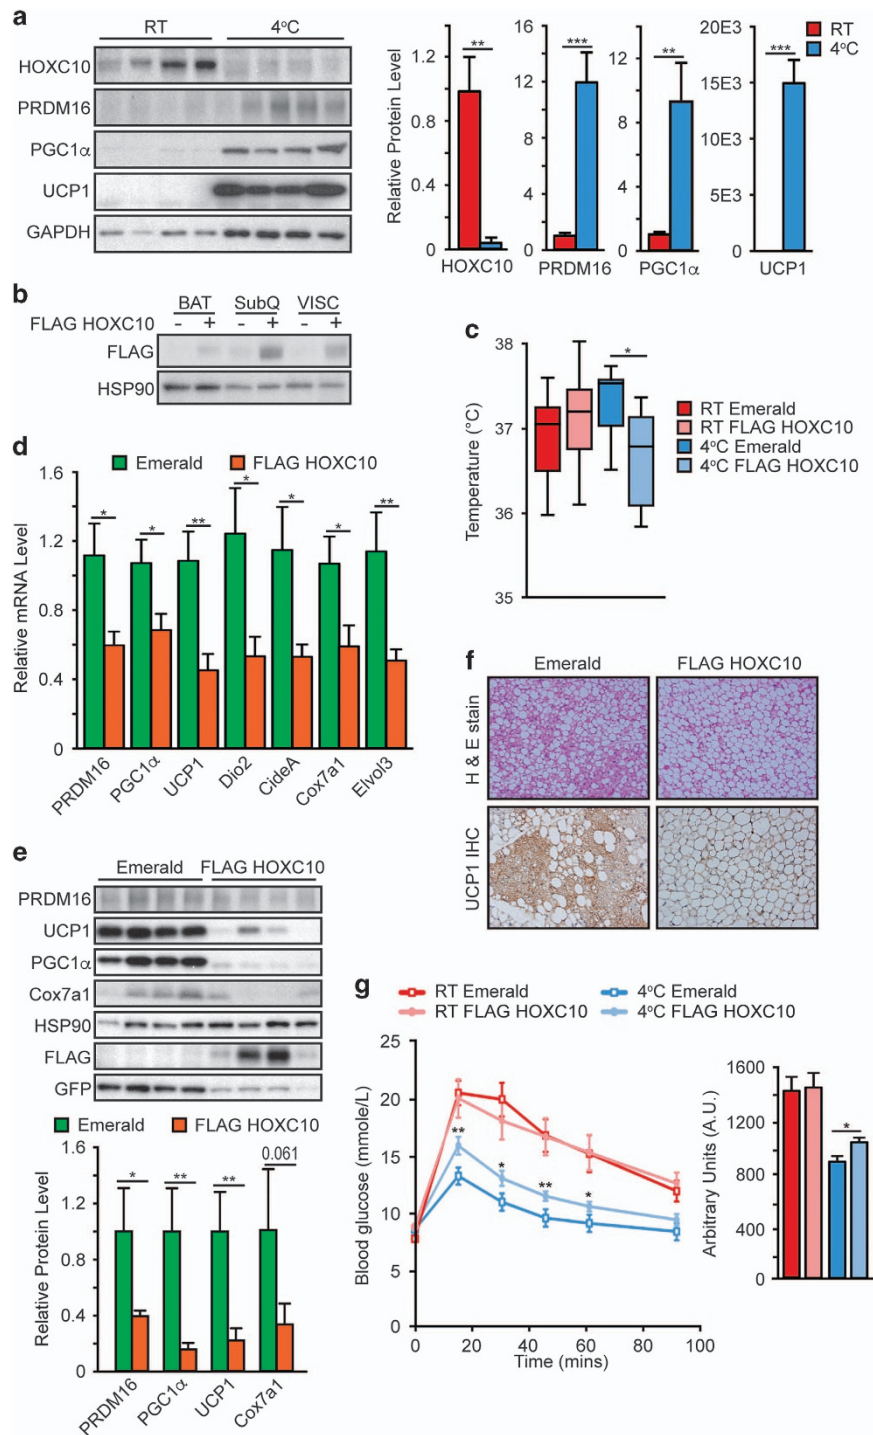 a
RT 4°C
HOXC10
PRDM16
PGC1α
UCP1
GAPDH
Relative Protein Level
1.2
0.8
0.4
0
**
HOXC10
16
12
8
4
0
***
PRDM16
12
8
4
0
**
PGC1α
20E3
15E3
10E3
5E3
0
***
UCP1
RT
4°C
b
BAT SubQ VISC
FLAG HOXC10 - + - + - +
FLAG
HSP90
c
Temperature (°C)
38
37
36
35
*
RT Emerald
RT FLAG HOXC10
4°C Emerald
4°C FLAG HOXC10
d
Emerald FLAG HOXC10
Relative mRNA Level
1.6
1.2
0.8
0.4
0
* * ** * * * **
PRDM16 PGC1α UCP1 Dio2 CideA Cox7a1 Elvol3
e
Emerald FLAG HOXC10
PRDM16
UCP1
PGC1α
Cox7a1
HSP90
FLAG
GFP
Emerald FLAG HOXC10
Relative Protein Level
1.6
1.2
0.8
0.4
0
* ** ** 0.061
PRDM16 PGC1α UCP1 Cox7a1
f
Emerald FLAG HOXC10
H & E stain
UCP1 IHC
g
RT Emerald 4°C Emerald
RT FLAG HOXC10 4°C FLAG HOXC10
Blood glucose (mmole/L)
25
20
15
10
5
0
** * ** *
0 20 40 60 80 100
Time (mins)
Arbitrary Units (A.U.)
1600
1200
800
400
0
*